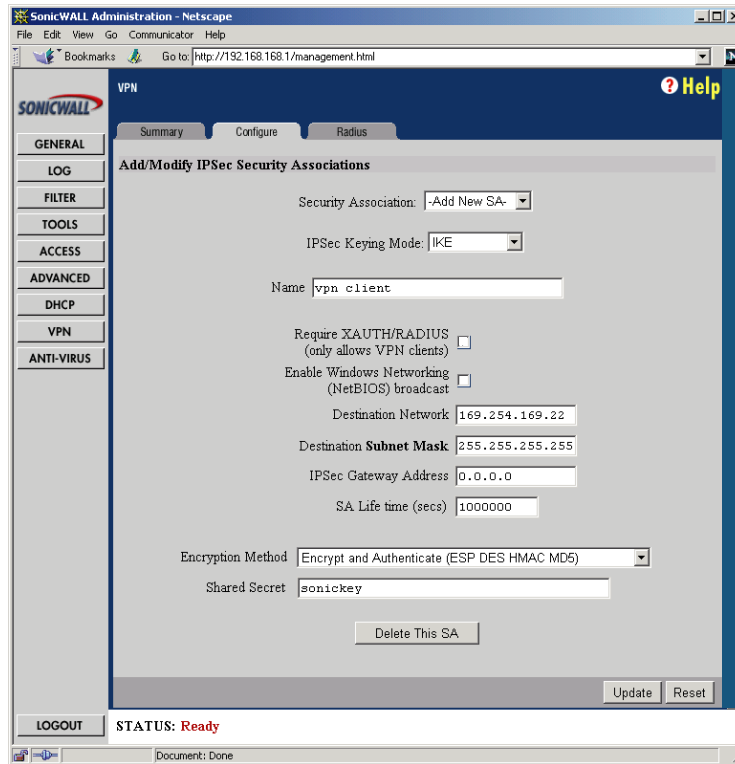 SonicWALL Administration - Netscape
File Edit View Go Communicator Help
Bookmarks Go to: http://192.168.168.1/management.html
N
SONICWALL
VPN
? Help
Summary Configure Radius
GENERAL
LOG
FILTER
TOOLS
ACCESS
ADVANCED
DHCP
VPN
ANTI-VIRUS
Add/Modify IPSec Security Associations
Security Association: -Add New SA-
IPSec Keying Mode: IKE
Name vpn client
Require XAUTH/RADIUS
(only allows VPN clients)
Enable Windows Networking
(NetBIOS) broadcast
Destination Network 169.254.169.22
Destination Subnet Mask 255.255.255.255
IPSec Gateway Address 0.0.0.0
SA Life time (secs) 1000000
Encryption Method Encrypt and Authenticate (ESP DES HMAC MD5)
Shared Secret sonickey
Delete This SA
Update Reset
LOGOUT
STATUS: Ready
Document: Done